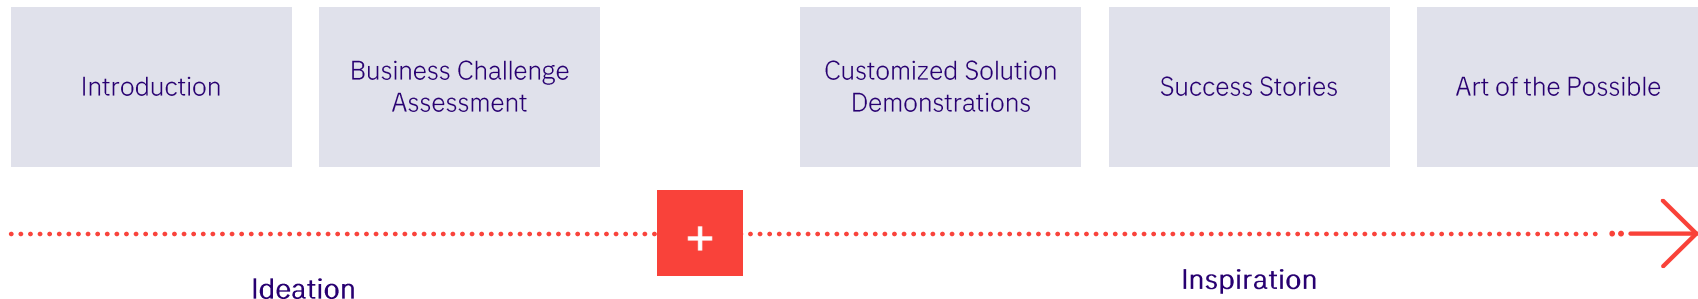 Introduction
Business Challenge
Assessment
Customized Solution
Demonstrations
Success Stories
Art of the Possible
+
Ideation
Inspiration